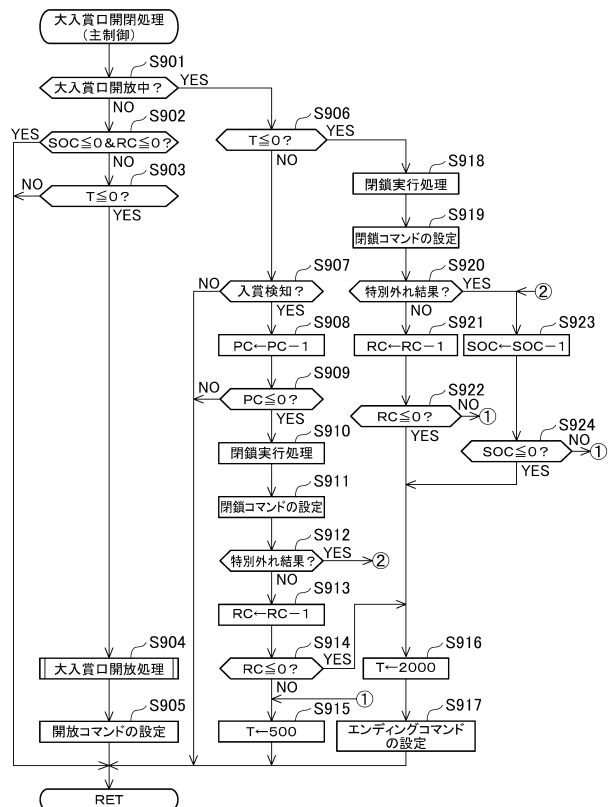 大入賞口開閉処理
(主制御)
S901
大入賞口開放中？
YES
NO
S902
SOC≦0＆RC≦0？
YES
NO
S903
T≦0？
NO
YES
S904
大入賞口開放処理
S905
開放コマンドの設定
RET
S906
T≦0？
YES
NO
S907
入賞検知？
NO
YES
S908
PC←PC－1
S909
PC≦0？
NO
YES
S910
閉鎖実行処理
S911
閉鎖コマンドの設定
S912
特別外れ結果？
YES
②
NO
S913
RC←RC－1
S914
RC≦0？
YES
NO
①
S915
T←500
S918
閉鎖実行処理
S919
閉鎖コマンドの設定
S920
特別外れ結果？
YES
②
NO
S921
RC←RC－1
S922
RC≦0？
NO
①
YES
S923
SOC←SOC－1
S924
SOC≦0？
NO
①
YES
S916
T←2000
S917
エンディングコマンド
の設定